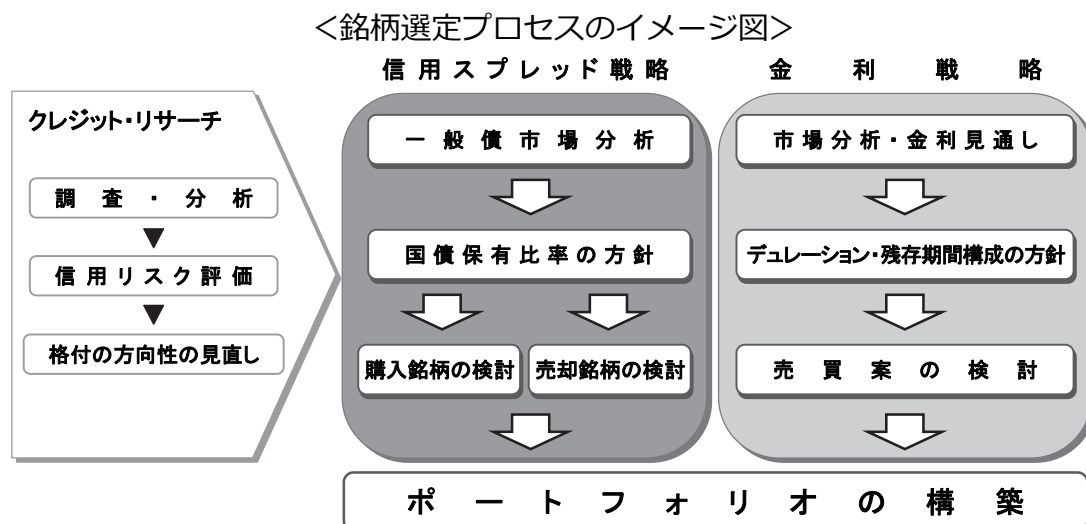 ＜銘柄選定プロセスのイメージ図＞
信用スプレッド戦略
金利戦略
クレジット・リサーチ
調査・分析
信用リスク評価
格付の方向性の見直し
一般債市場分析
国債保有比率の方針
購入銘柄の検討
売却銘柄の検討
市場分析・金利見通し
デュレーション・残存期間構成の方針
売買案の検討
ポートフォリオの構築